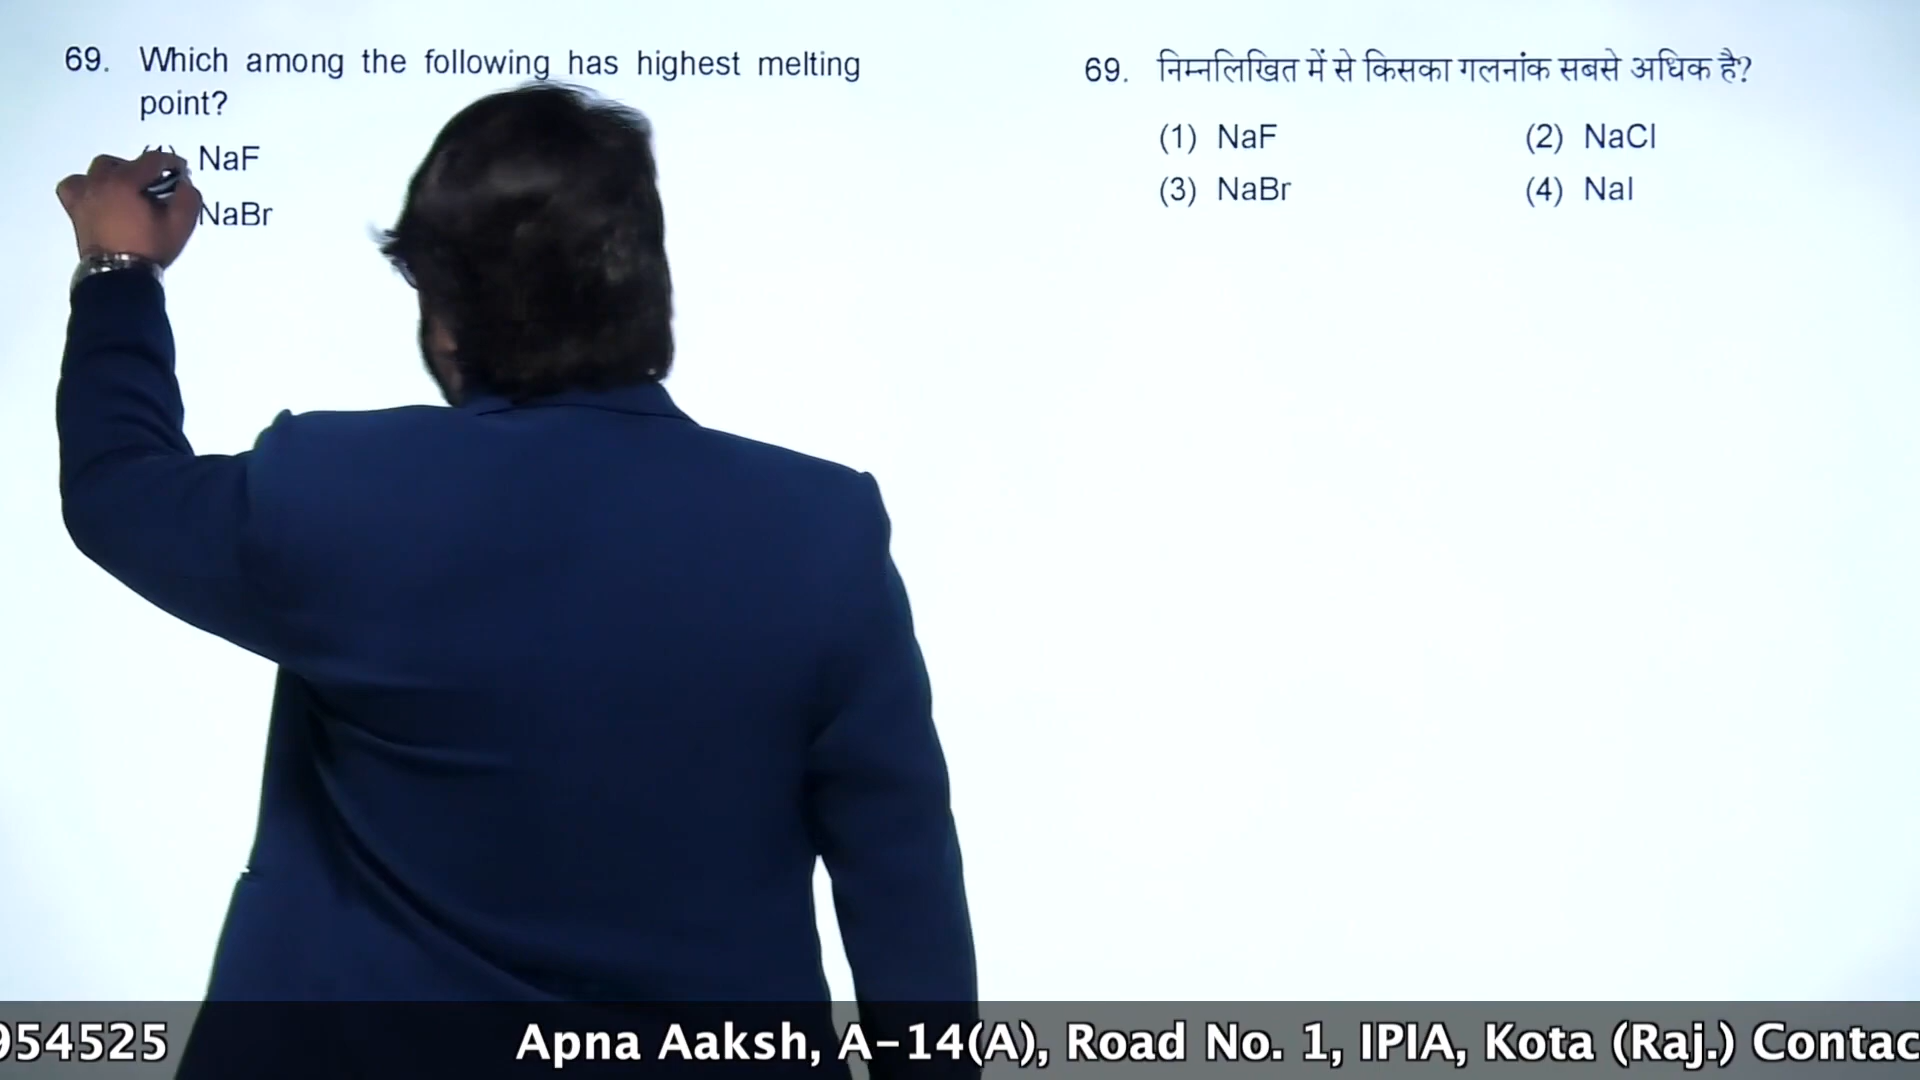 69. Which among the following has highest melting
point?
NaF
NaBr
69. निम्नलिखित में से किसका गलनांक सबसे अधिक है?
(1) NaF (2) NaCl
(3) NaBr (4) NaI
954525 Apna Aaksh, A-14(A), Road No. 1, IPIA, Kota (Raj.) Contac